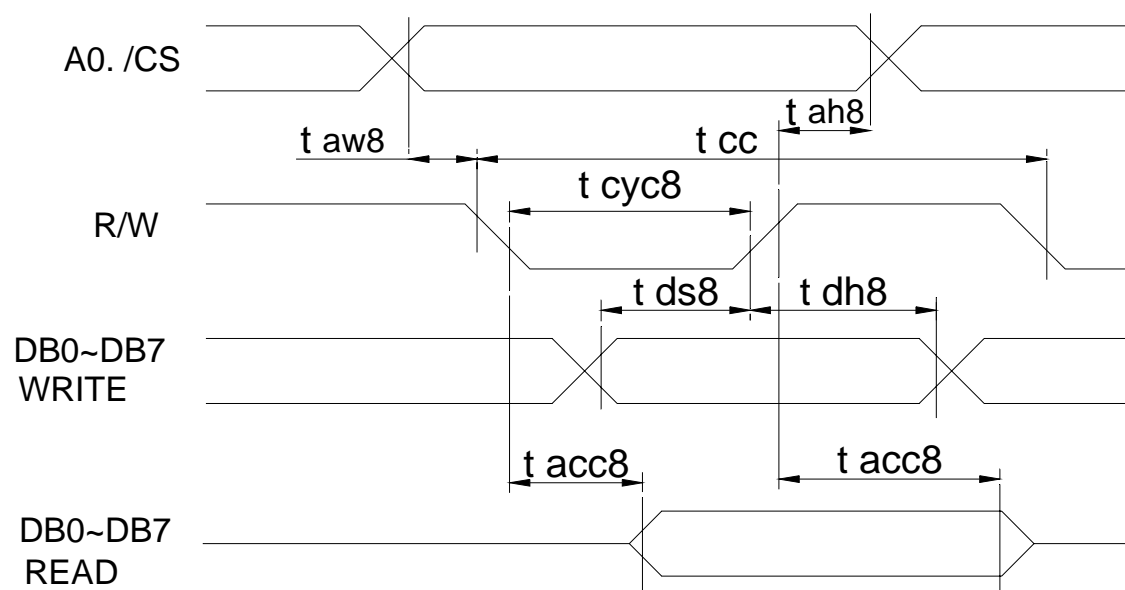 A0. /CS
t ah8
t aw8
t cc
t cyc8
R/W
t ds8
t dh8
DB0~DB7
WRITE
t acc8
t acc8
DB0~DB7
READ